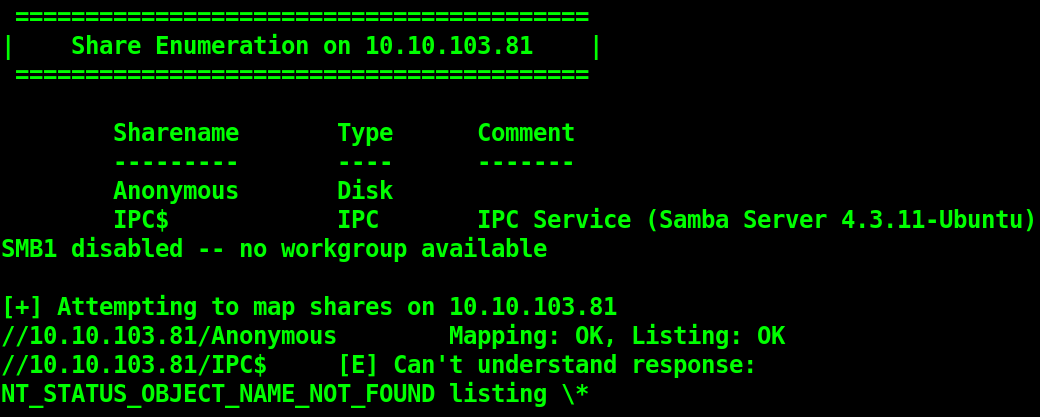 ========================================
|    Share Enumeration on 10.10.103.81    |
========================================
Sharename       Type      Comment
---------       ----      -------
Anonymous       Disk
IPC$            IPC       IPC Service (Samba Server 4.3.11-Ubuntu)
SMB1 disabled -- no workgroup available
[+] Attempting to map shares on 10.10.103.81
//10.10.103.81/Anonymous        Mapping: OK, Listing: OK
//10.10.103.81/IPC$     [E] Can't understand response:
NT_STATUS_OBJECT_NAME_NOT_FOUND listing \*